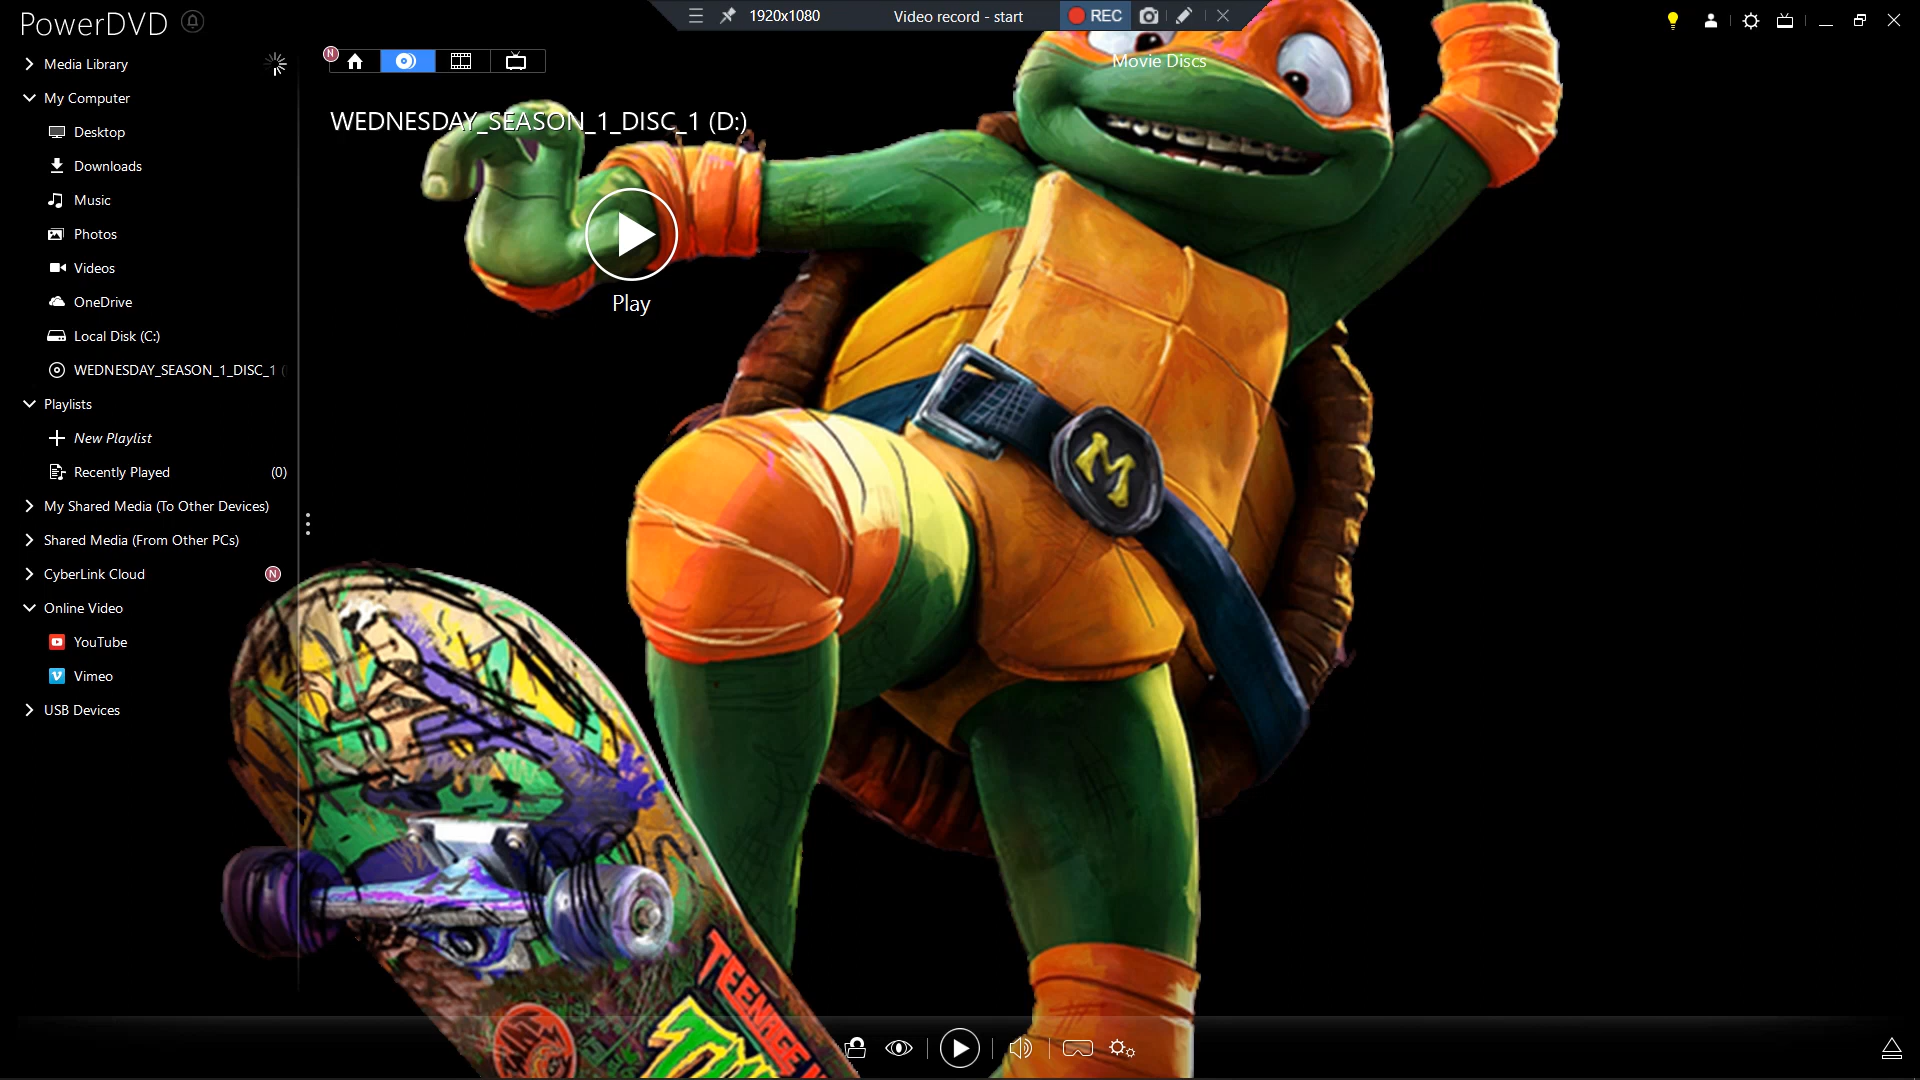 PowerDVD
1920x1080
Video record - start
REC
Media Library
My Computer
Desktop
Downloads
Music
Photos
Videos
OneDrive
Local Disk (C:)
WEDNESDAY_SEASON_1_DISC_1 (
Playlists
New Playlist
Recently Played (0)
My Shared Media (To Other Devices)
Shared Media (From Other PCs)
CyberLink Cloud N
Online Video
YouTube
Vimeo
USB Devices
N
Movie Discs
WEDNESDAY_SEASON_1_DISC_1 (D:)
Play
M
TEENAGE